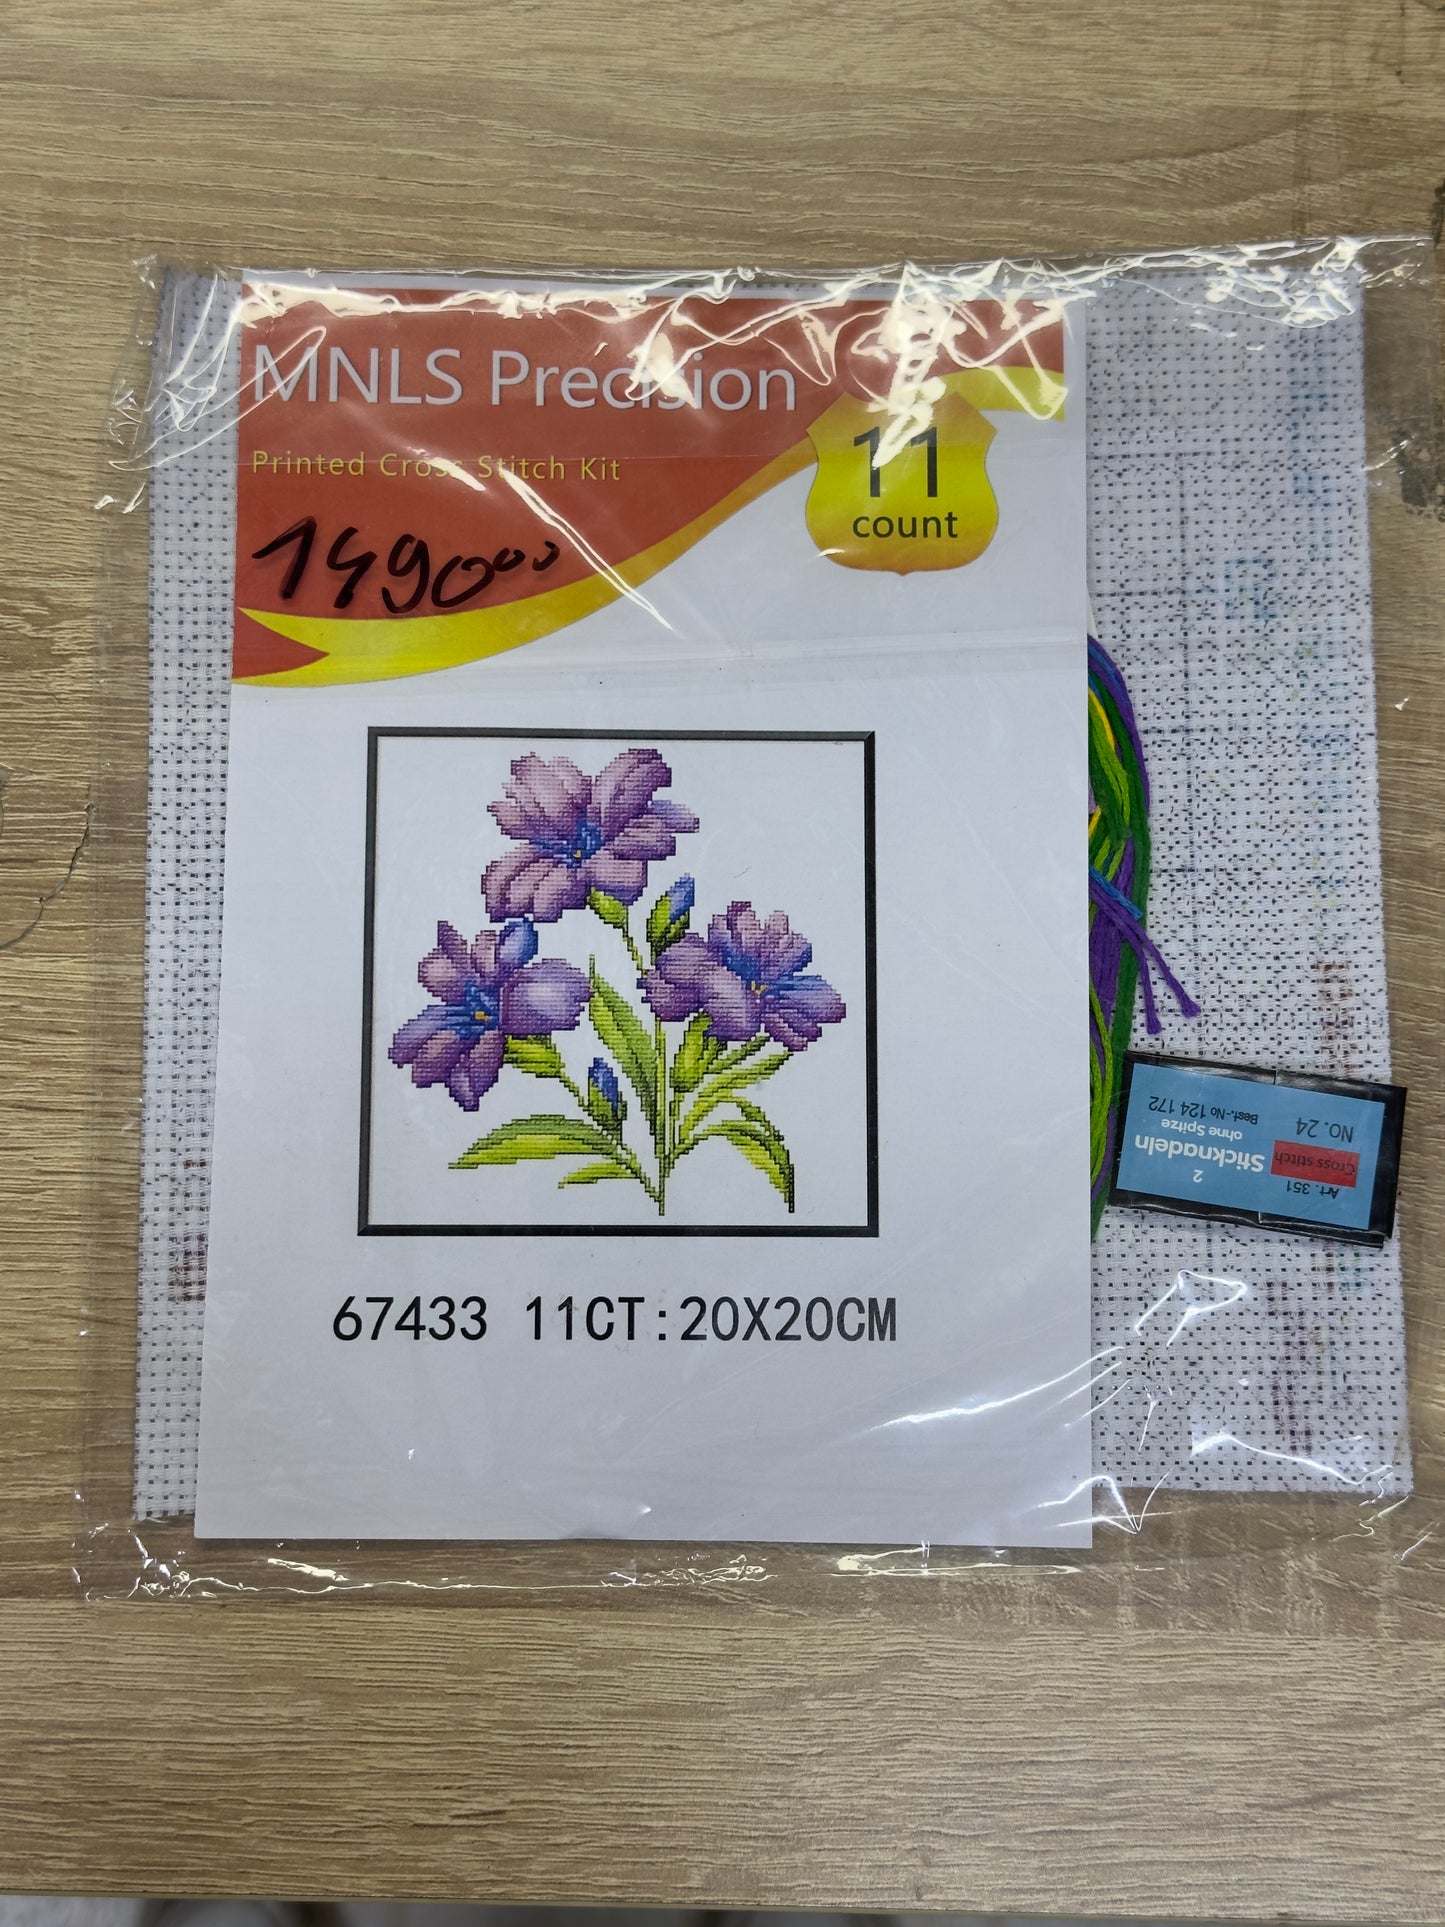 MNLS Precision
Printed Cross Stitch Kit
11
count
1490⁰⁰
67433 11CT:20X20CM
Art. 351
Cross stitch
NO. 24
2
Sticknadeln
ohne Spitze
Best.-No 124 172